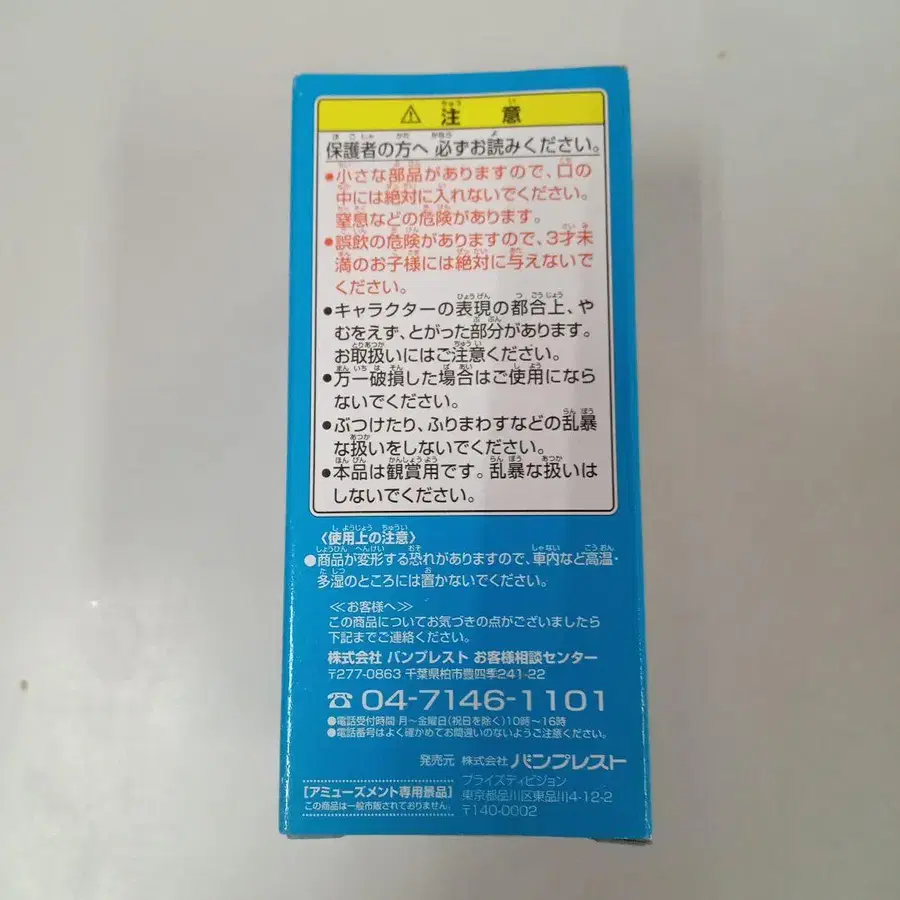 ⚠ 注意
保護者の方へ 必ずお読みください。
●小さな部品がありますので、口の
中には絶対に入れないでください。
窒息などの危険があります。
●誤飲の危険がありますので、3才未
満のお子様には絶対に与えないで
ください。
●キャラクターの表現の都合上、や
むをえず、とがった部分があります。
お取扱いにはご注意ください。
●万一破損した場合はご使用になら
ないでください。
●ぶつけたり、ふりまわすなどの乱暴
な扱いをしないでください。
●本品は観賞用です。乱暴な扱いは
しないでください。
〈使用上の注意〉
●商品が変形する恐れがありますので、車内など高温・
多湿のところには置かないでください。
≪お客様へ≫
この商品についてお気づきの点がございましたら
下記までご連絡ください。
株式会社 バンプレスト お客様相談センター
〒277-0863 千葉県柏市豊四季241-22
☎ 04-7146-1101
●電話受付時間 月～金曜日(祝日を除く)10時～16時
●電話番号はよく確かめてお間違いのないようご注意ください。
発売元 株式会社 バンプレスト
プライズディビジョン
東京都品川区東品川4-12-2
〒140-0002
[アミューズメント専用景品]
この商品は一般市販されておりません。